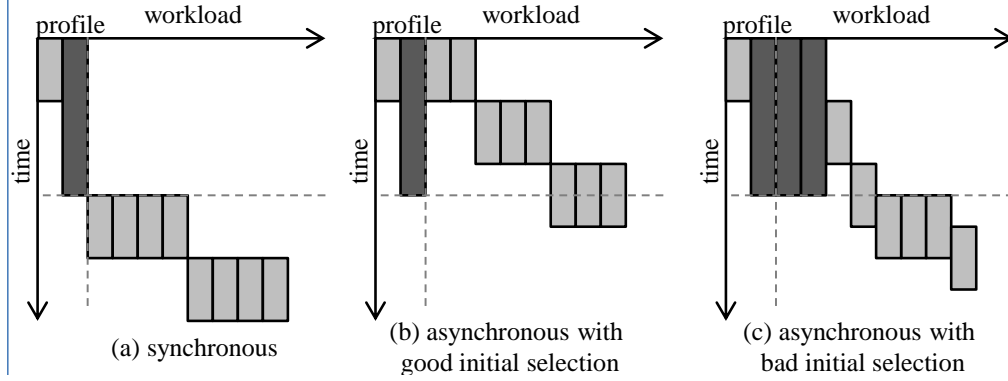 workload
profile
time
(a) synchronous
workload
profile
time
(b) asynchronous with
good initial selection
workload
profile
time
(c) asynchronous with
bad initial selection